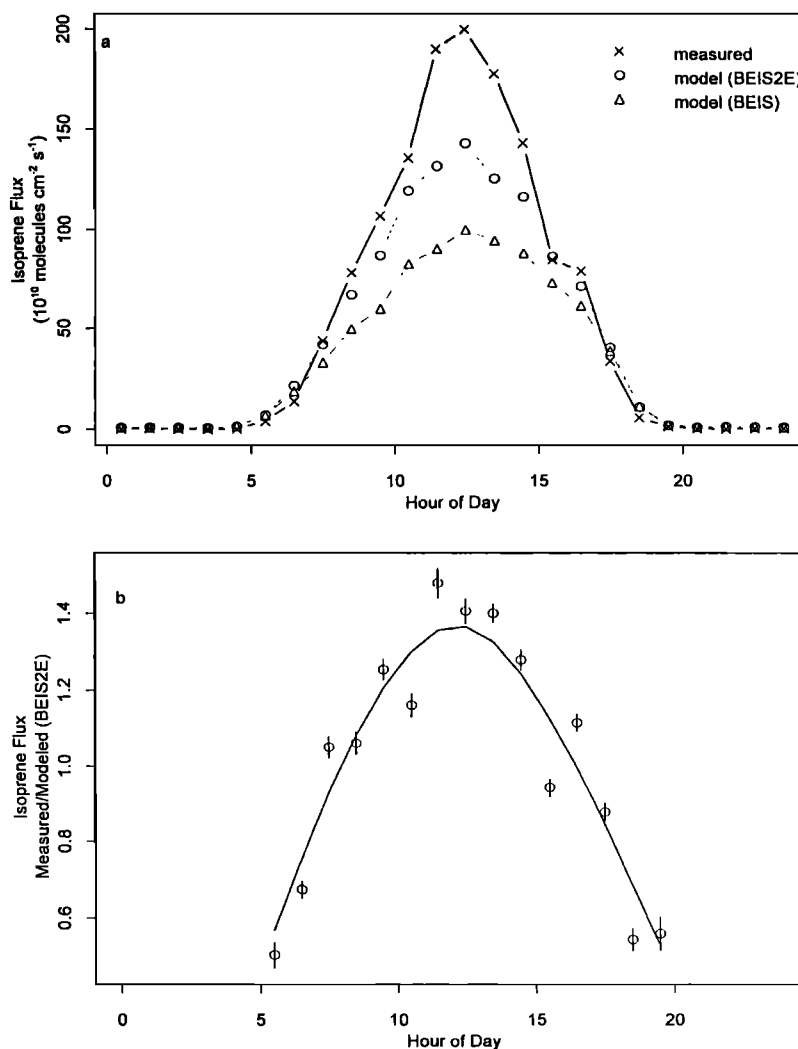 a
200
150
100
50
0
Isoprene Flux
(10¹⁰ molecules cm⁻² s⁻¹)
× measured
○ model (BEIS2E)
△ model (BEIS)
0 5 10 15 20
Hour of Day
b
1.4
1.2
1.0
0.8
0.6
Isoprene Flux
Measured/Modeled (BEIS2E)
0 5 10 15 20
Hour of Day